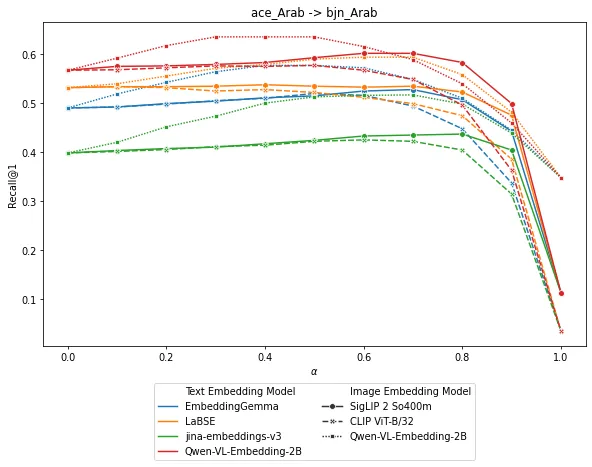 ace_Arab -> bjn_Arab
Recall@1
0.6
0.5
0.4
0.3
0.2
0.1
0.0 0.2 0.4 0.6 0.8 1.0
α
Text Embedding Model
EmbeddingGemma
LaBSE
jina-embeddings-v3
Qwen-VL-Embedding-2B
Image Embedding Model
SigLIP 2 So400m
CLIP ViT-B/32
Qwen-VL-Embedding-2B